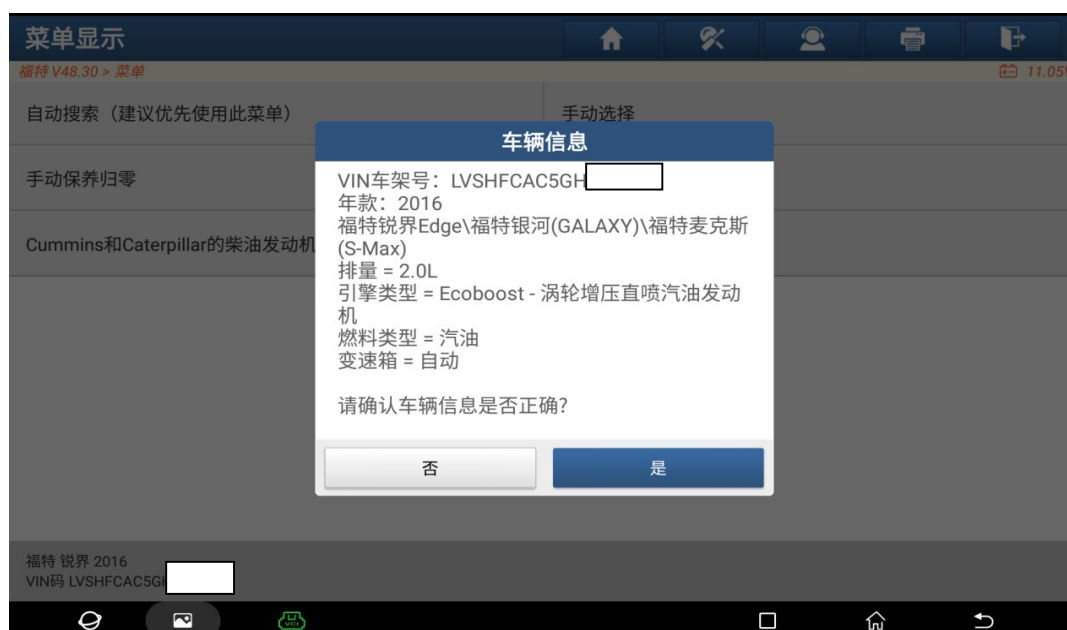 菜单显示
福特 V48.30 > 菜单
11.05V
自动搜索（建议优先使用此菜单）
手动选择
手动保养归零
Cummins和Caterpillar的柴油发动机
车辆信息
VIN车架号：LVSHFCAC5GH
年款：2016
福特锐界Edge\福特银河(GALAXY)\福特麦克斯
(S-Max)
排量 = 2.0L
引擎类型 = Ecoboost - 涡轮增压直喷汽油发动
机
燃料类型 = 汽油
变速箱 = 自动
请确认车辆信息是否正确?
否
是
福特 锐界 2016
VIN码 LVSHFCAC5G
VCI